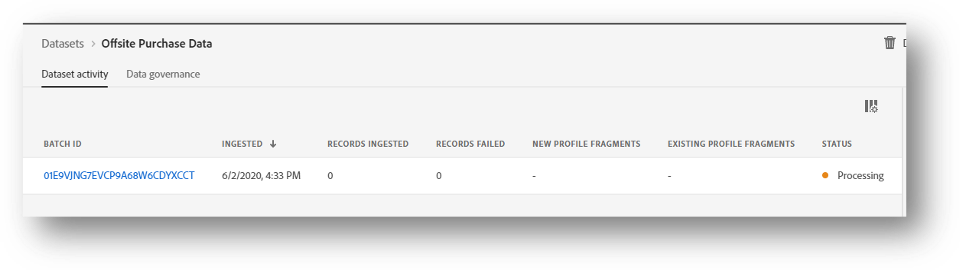 Datasets > Offsite Purchase Data
Dataset activity Data governance
BATCH ID INGESTED ↓ RECORDS INGESTED RECORDS FAILED NEW PROFILE FRAGMENTS EXISTING PROFILE FRAGMENTS STATUS
01E9VJNG7EVCP9A68W6CDYXCCT 6/2/2020, 4:33 PM 0 0 - - Processing